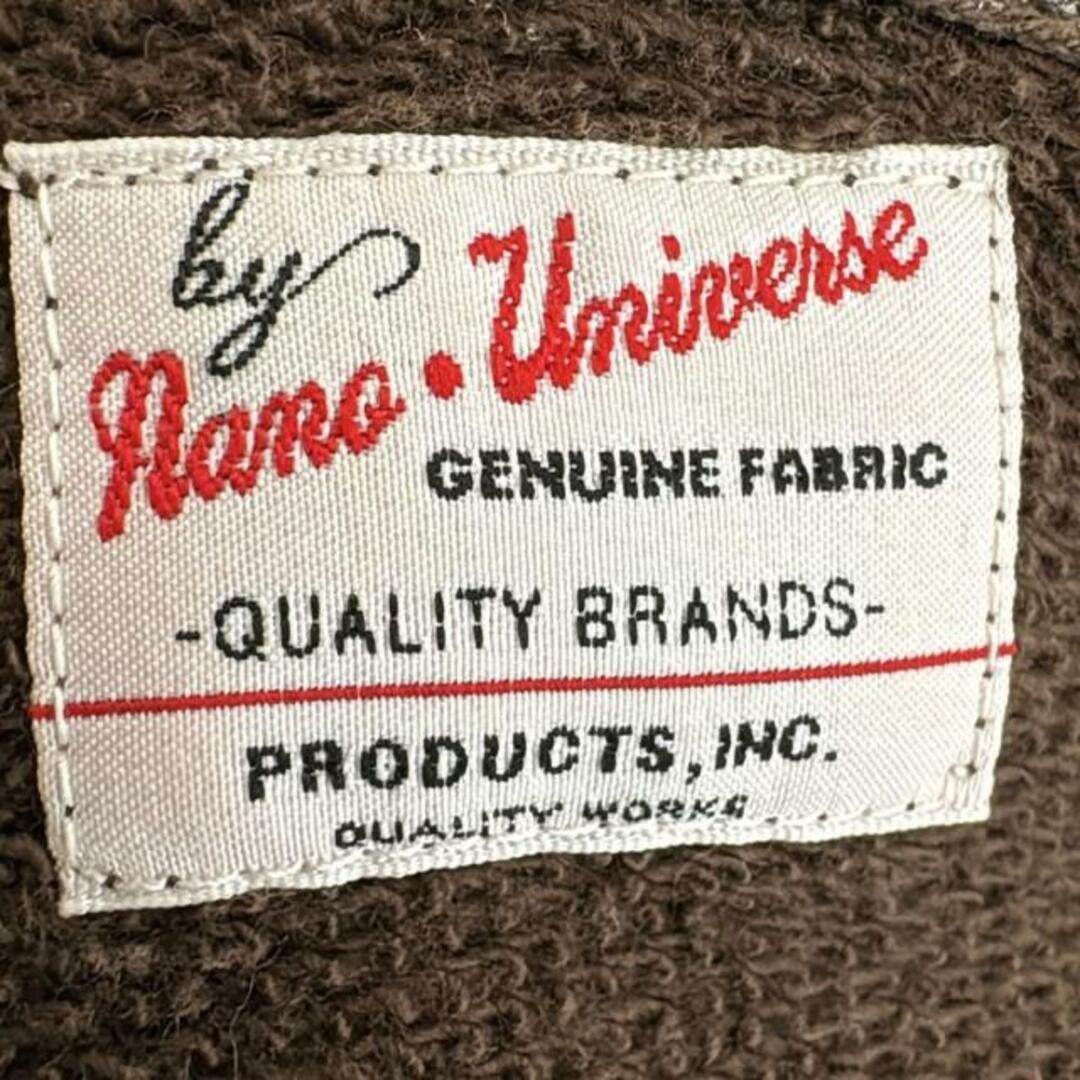 by
Nano•Universe
GENUINE FABRIC
-QUALITY BRANDS-
PRODUCTS, INC.
QUALITY WORKS